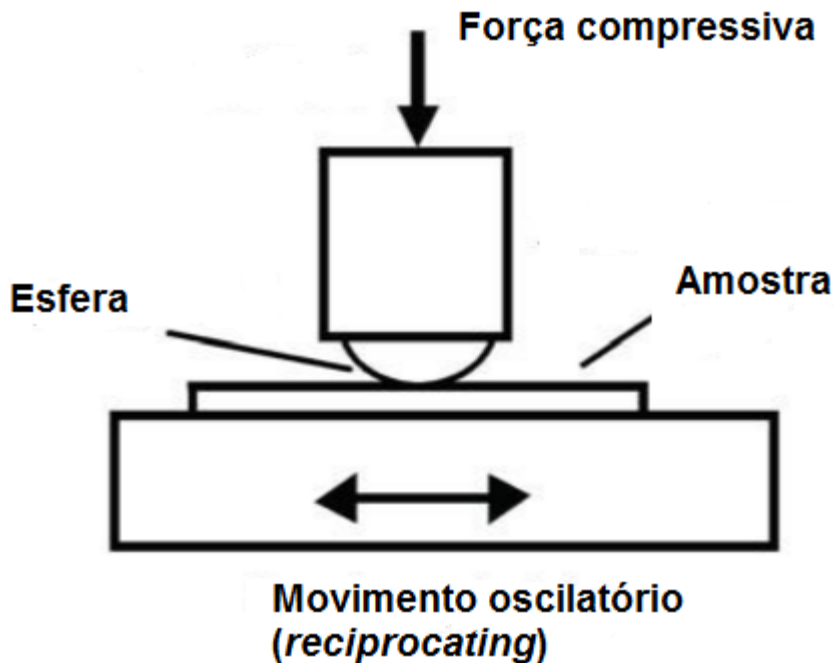 Força compressiva
Esfera
Amostra
Movimento oscilatório
(reciprocating)